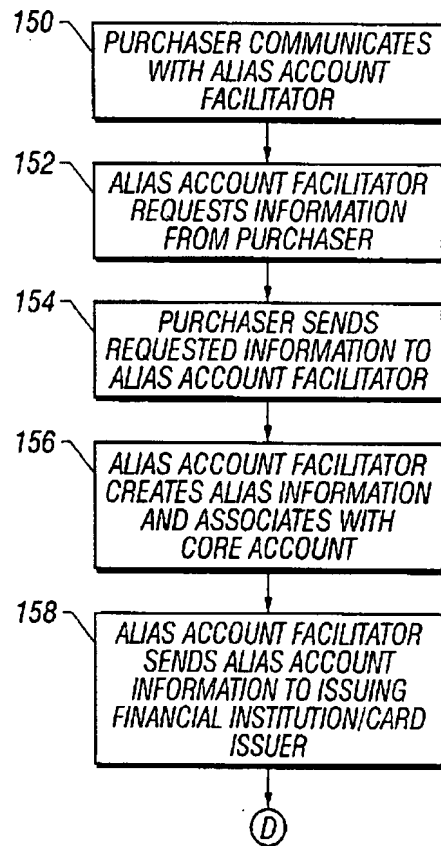 150
PURCHASER COMMUNICATES
WITH ALIAS ACCOUNT
FACILITATOR
152
ALIAS ACCOUNT FACILITATOR
REQUESTS INFORMATION
FROM PURCHASER
154
PURCHASER SENDS
REQUESTED INFORMATION TO
ALIAS ACCOUNT FACILITATOR
156
ALIAS ACCOUNT FACILITATOR
CREATES ALIAS INFORMATION
AND ASSOCIATES WITH
CORE ACCOUNT
158
ALIAS ACCOUNT FACILITATOR
SENDS ALIAS ACCOUNT
INFORMATION TO ISSUING
FINANCIAL INSTITUTION/CARD
ISSUER
D